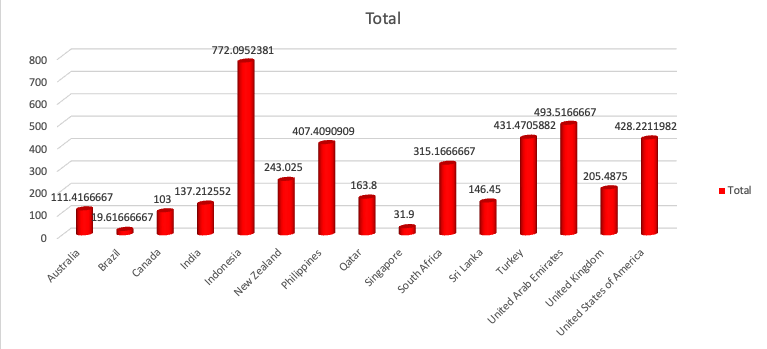 Total
800
700
600
500
400
300
200
100
0
111.4166667
19.61666667
103
137.212552
772.0952381
243.025
407.4090909
163.8
31.9
315.1666667
146.45
431.4705882
493.5166667
205.4875
428.2211982
Australia
Brazil
Canada
India
Indonesia
New Zealand
Philippines
Qatar
Singapore
South Africa
Sri Lanka
Turkey
United Arab Emirates
United Kingdom
United States of America
Total